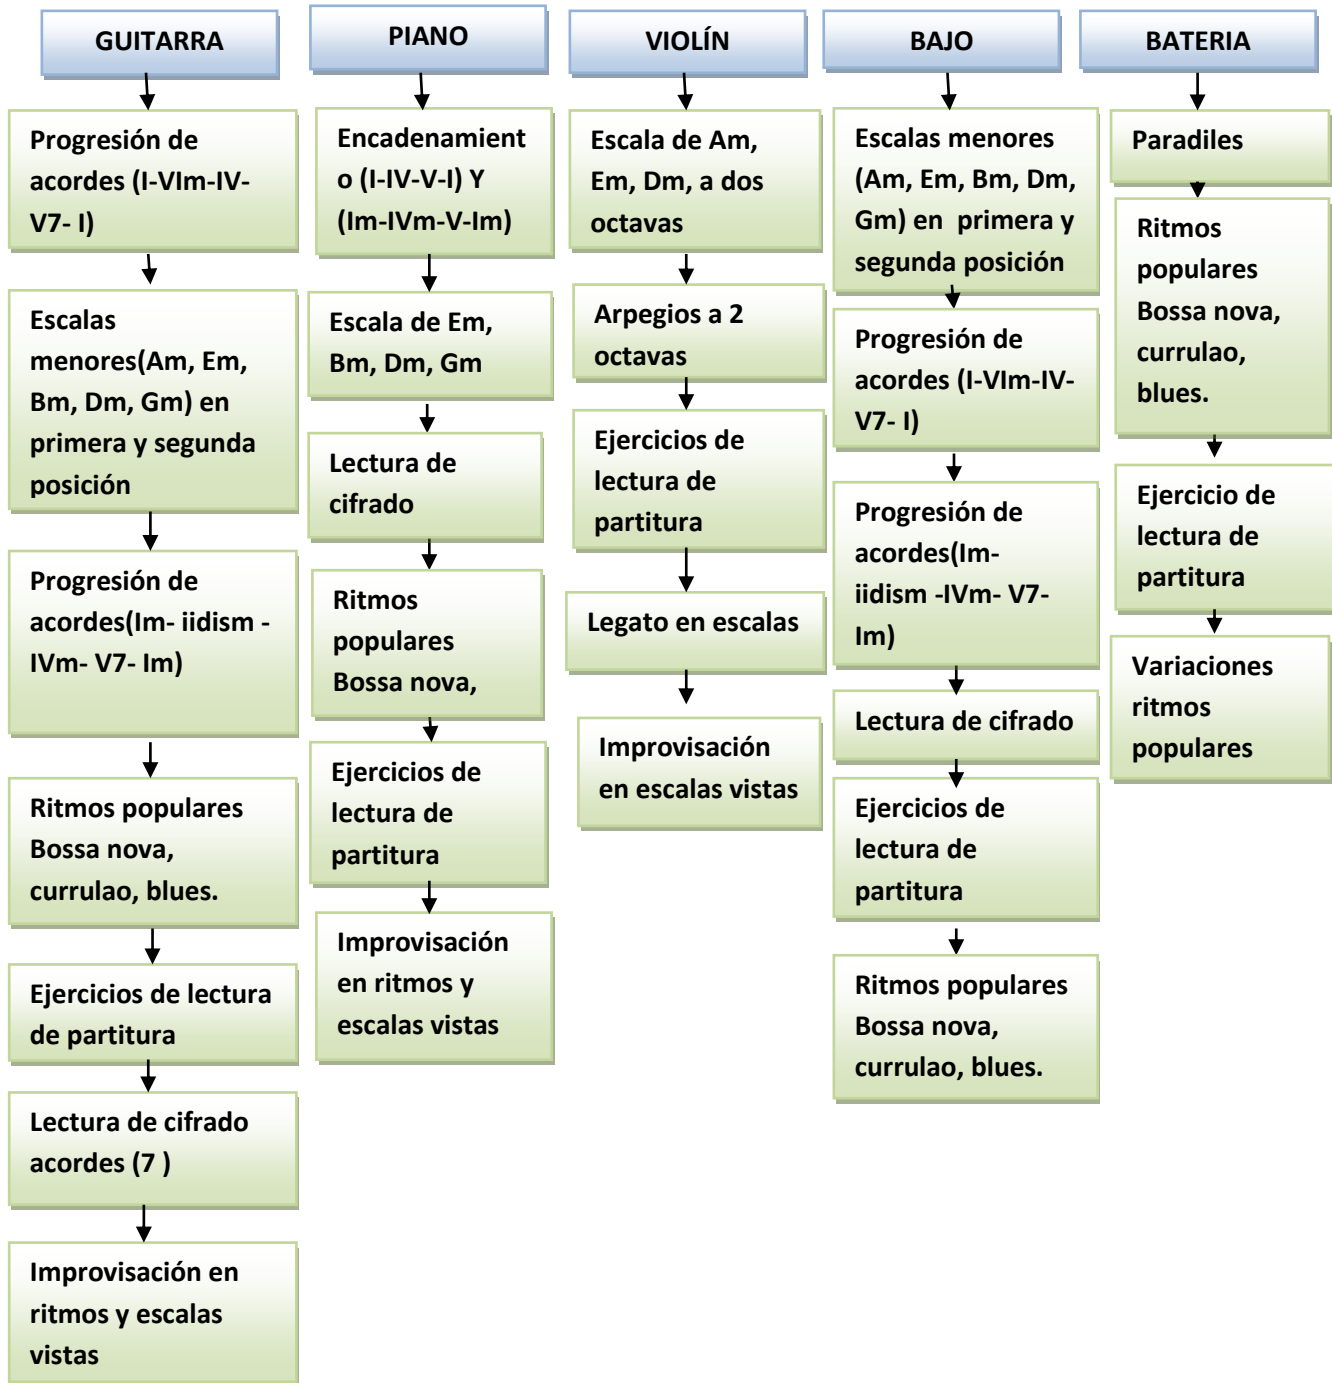 GUITARRA
Progresión de
acordes (I-VIm-IV-
V7- I)
Escalas
menores(Am, Em,
Bm, Dm, Gm) en
primera y segunda
posición
Progresión de
acordes(Im- iidism -
IVm- V7- Im)
Ritmos populares
Bossa nova,
currulao, blues.
Ejercicios de lectura
de partitura
Lectura de cifrado
acordes (7 )
Improvisación en
ritmos y escalas
vistas
PIANO
Encadenamient
o (I-IV-V-I) Y
(Im-IVm-V-Im)
Escala de Em,
Bm, Dm, Gm
Lectura de
cifrado
Ritmos
populares
Bossa nova,
Ejercicios de
lectura de
partitura
Improvisación
en ritmos y
escalas vistas
VIOLÍN
Escala de Am,
Em, Dm, a dos
octavas
Arpegios a 2
octavas
Ejercicios de
lectura de
partitura
Legato en escalas
Improvisación
en escalas vistas
BAJO
Escalas menores
(Am, Em, Bm, Dm,
Gm) en  primera y
segunda posición
Progresión de
acordes (I-VIm-IV-
V7- I)
Progresión de
acordes(Im-
iidism -IVm- V7-
Im)
Lectura de cifrado
Ejercicios de
lectura de
partitura
Ritmos populares
Bossa nova,
currulao, blues.
BATERIA
Paradiles
Ritmos
populares
Bossa nova,
currulao,
blues.
Ejercicio de
lectura de
partitura
Variaciones
ritmos
populares